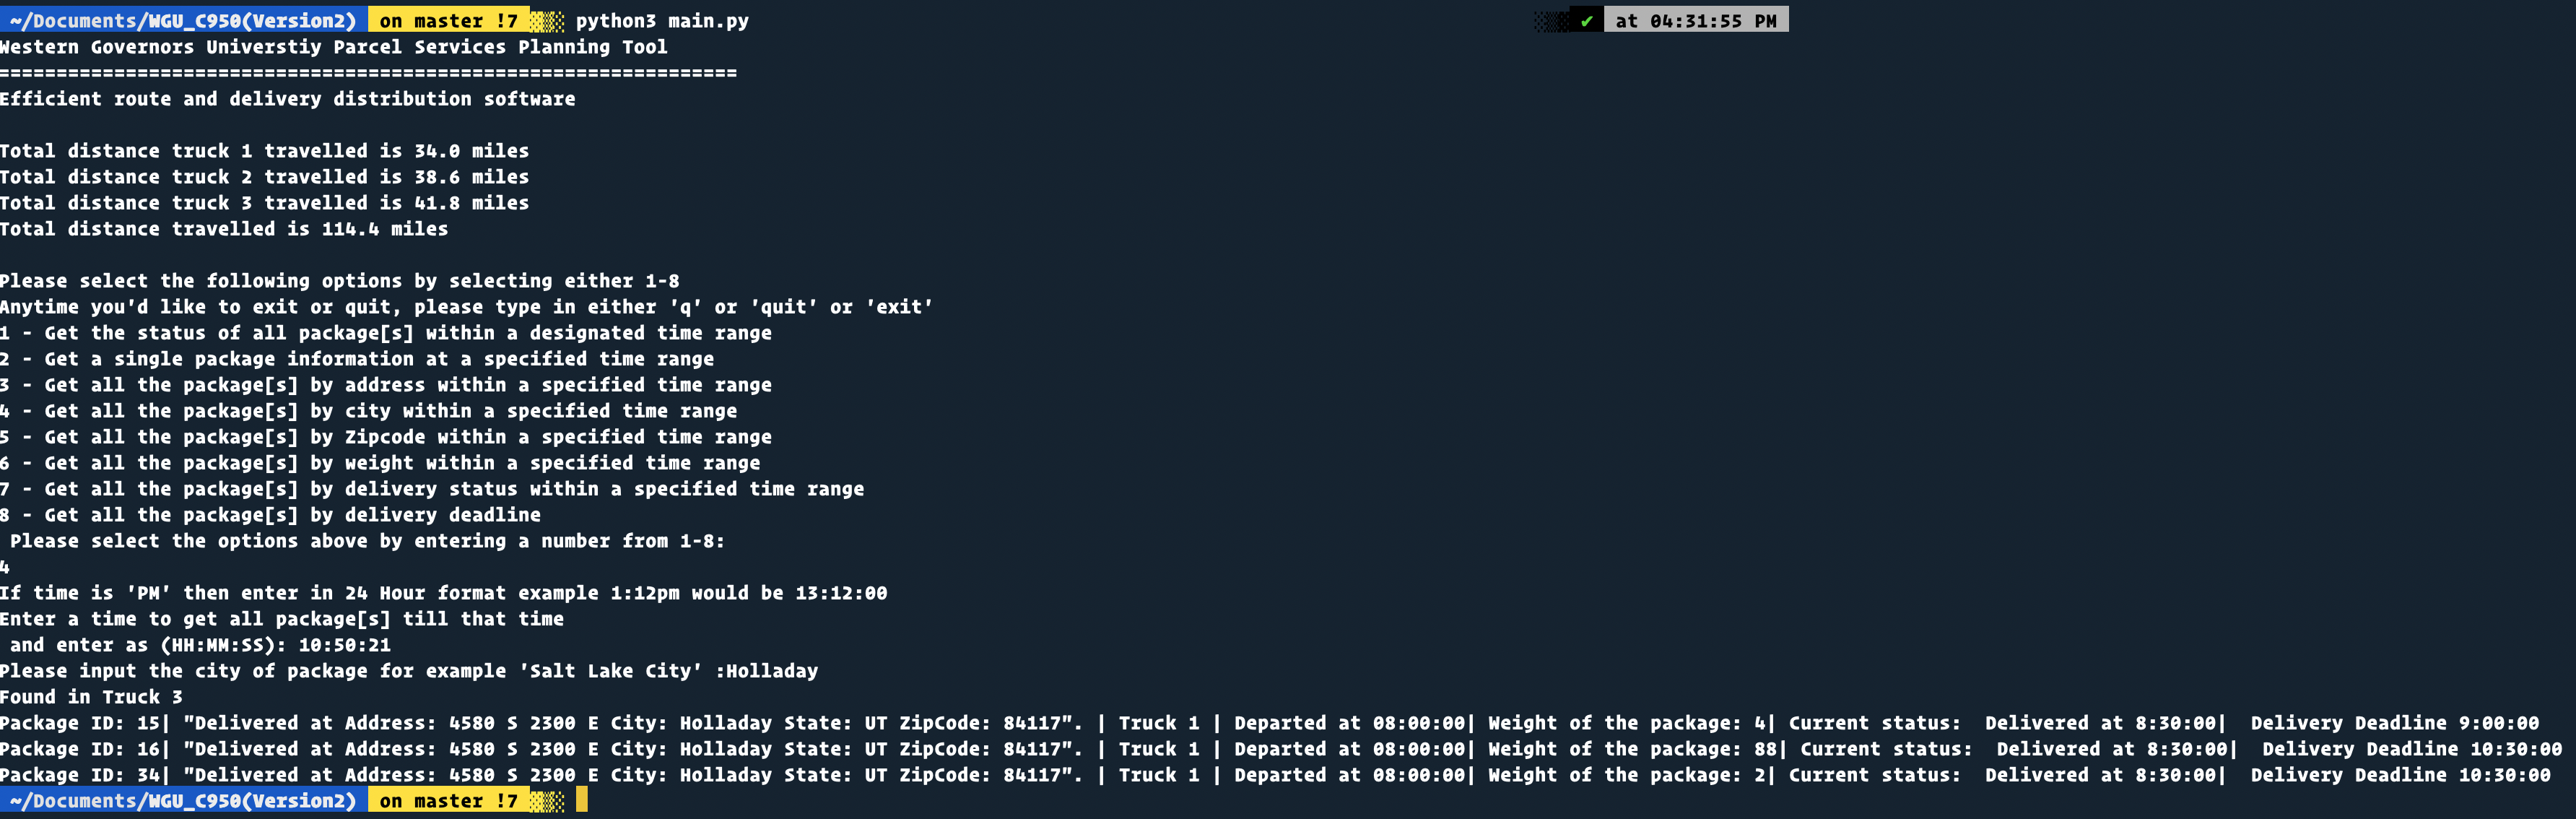 ~/Documents/WGU_C950(Version2) on master !7 python3 main.py ✔ at 04:31:55 PM
Western Governors Universtiy Parcel Services Planning Tool
================================================================
Efficient route and delivery distribution software
Total distance truck 1 travelled is 34.0 miles
Total distance truck 2 travelled is 38.6 miles
Total distance truck 3 travelled is 41.8 miles
Total distance travelled is 114.4 miles
Please select the following options by selecting either 1-8
Anytime you'd like to exit or quit, please type in either 'q' or 'quit' or 'exit'
1 - Get the status of all package[s] within a designated time range
2 - Get a single package information at a specified time range
3 - Get all the package[s] by address within a specified time range
4 - Get all the package[s] by city within a specified time range
5 - Get all the package[s] by Zipcode within a specified time range
6 - Get all the package[s] by weight within a specified time range
7 - Get all the package[s] by delivery status within a specified time range
8 - Get all the package[s] by delivery deadline
Please select the options above by entering a number from 1-8:
4
If time is 'PM' then enter in 24 Hour format example 1:12pm would be 13:12:00
Enter a time to get all package[s] till that time
and enter as (HH:MM:SS): 10:50:21
Please input the city of package for example 'Salt Lake City' :Holladay
Found in Truck 3
Package ID: 15| "Delivered at Address: 4580 S 2300 E City: Holladay State: UT ZipCode: 84117". | Truck 1 | Departed at 08:00:00| Weight of the package: 4| Current status:  Delivered at 8:30:00|  Delivery Deadline 9:00:00
Package ID: 16| "Delivered at Address: 4580 S 2300 E City: Holladay State: UT ZipCode: 84117". | Truck 1 | Departed at 08:00:00| Weight of the package: 88| Current status:  Delivered at 8:30:00|  Delivery Deadline 10:30:00
Package ID: 34| "Delivered at Address: 4580 S 2300 E City: Holladay State: UT ZipCode: 84117". | Truck 1 | Departed at 08:00:00| Weight of the package: 2| Current status:  Delivered at 8:30:00|  Delivery Deadline 10:30:00
~/Documents/WGU_C950(Version2) on master !7